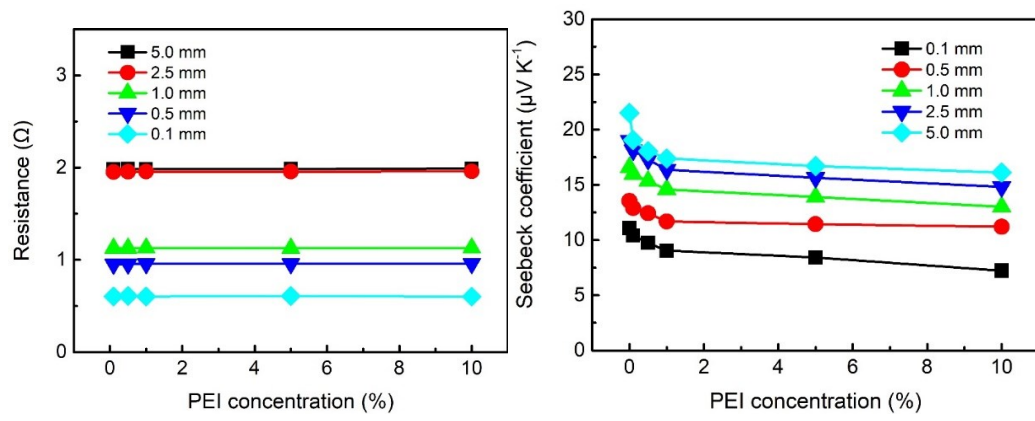 Resistance (Ω)
3
2
1
0
5.0 mm
2.5 mm
1.0 mm
0.5 mm
0.1 mm
0 2 4 6 8 10
PEI concentration (%)
Seebeck coefficient (µV K⁻¹)
30
25
20
15
10
5
0
0.1 mm
0.5 mm
1.0 mm
2.5 mm
5.0 mm
0 2 4 6 8 10
PEI concentration (%)